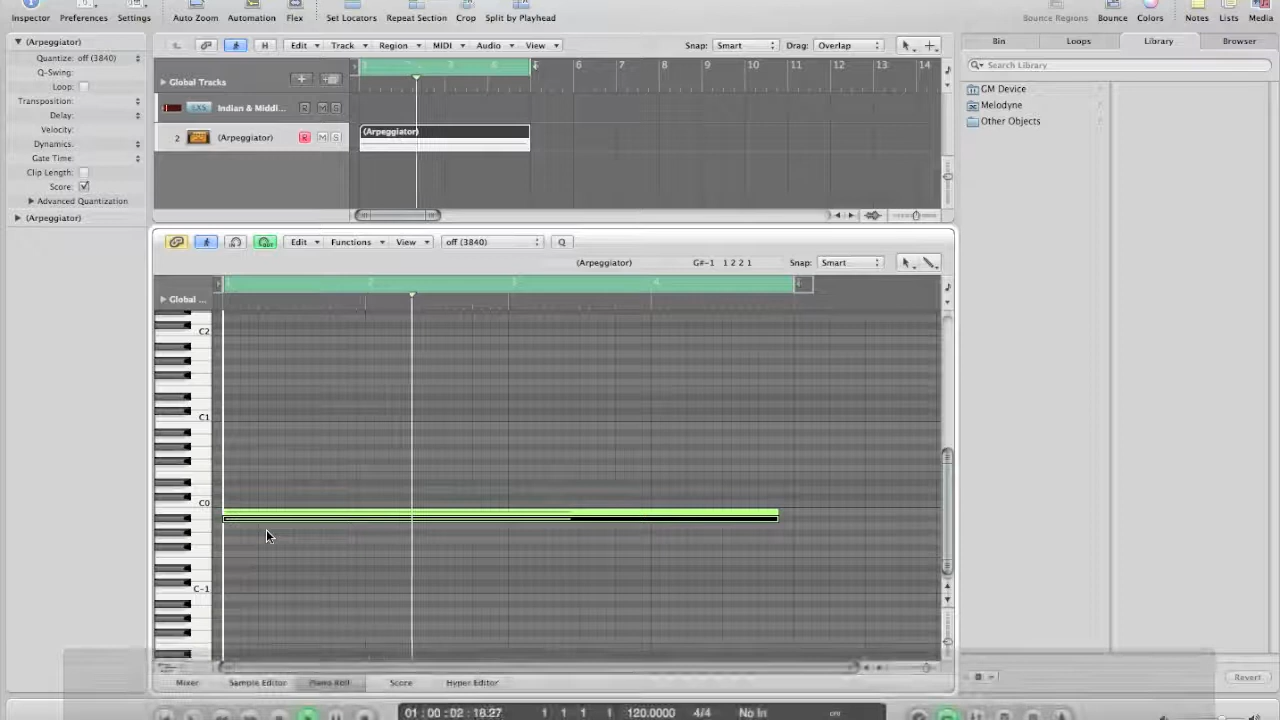 Inspector Preferences Settings Auto Zoom Automation Flex Set Locators Repeat Section Crop Split by Playhead Bounce Regions Bounce Colors Notes Lists Media
(Arpeggiator)
Quantize: off (3840)
Q-Swing:
Loop:
Transposition:
Delay:
Velocity:
Dynamics:
Gate Time:
Clip Length:
Score:
Advanced Quantization
(Arpeggiator)
Edit Track Region MIDI Audio View Snap: Smart Drag: Overlap
3 6 7 8 9 10 11 12 13 14
Global Tracks
Indian & Middl... R M S
2 (Arpeggiator) R M S
(Arpeggiator)
Edit Functions View off (3840) Q
(Arpeggiator) G#-1 1 2 2 1 Snap: Smart
Global ...
C2
C1
C0
C-1
Mixer Sample Editor Piano Roll Score Hyper Editor
01:00:02:18.27 1 1 1 1 120.0000 4/4 No In
Bin Loops Library Browser
Search Library
GM Device
Melodyne
Other Objects
Revert